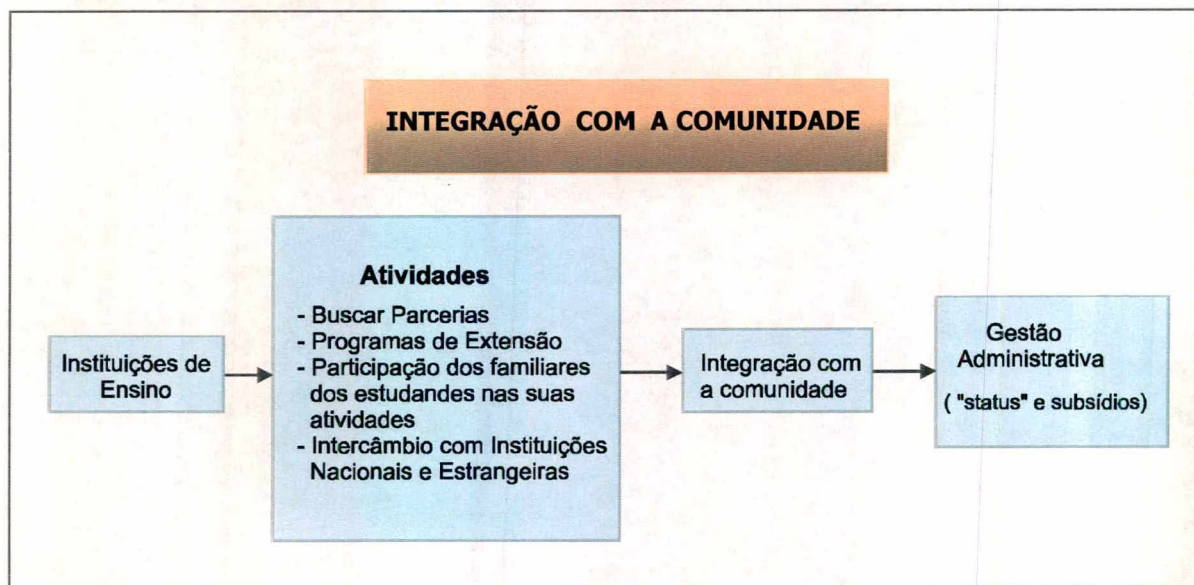 INTEGRAÇÃO COM A COMUNIDADE
Instituições de
Ensino
Atividades
- Buscar Parcerias
- Programas de Extensão
- Participação dos familiares
dos estudandes nas suas
atividades
- Intercâmbio com Instituições
Nacionais e Estrangeiras
Integração com
a comunidade
Gestão
Administrativa
( "status" e subsídios)